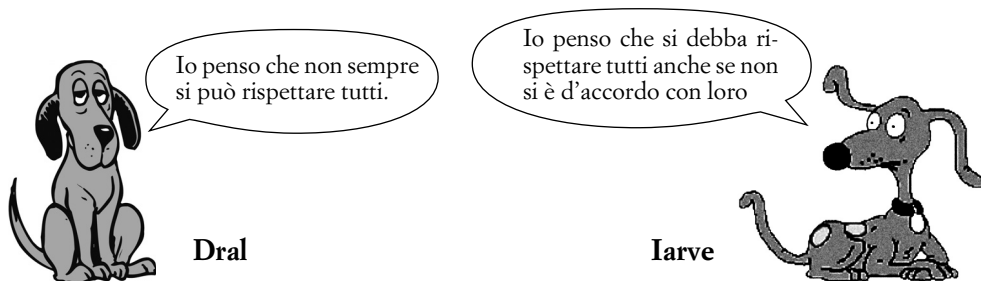 Io penso che non sempre
si può rispettare tutti.
Io penso che si debba ri-
spettare tutti anche se non
si è d'accordo con loro
Dral
Iarve